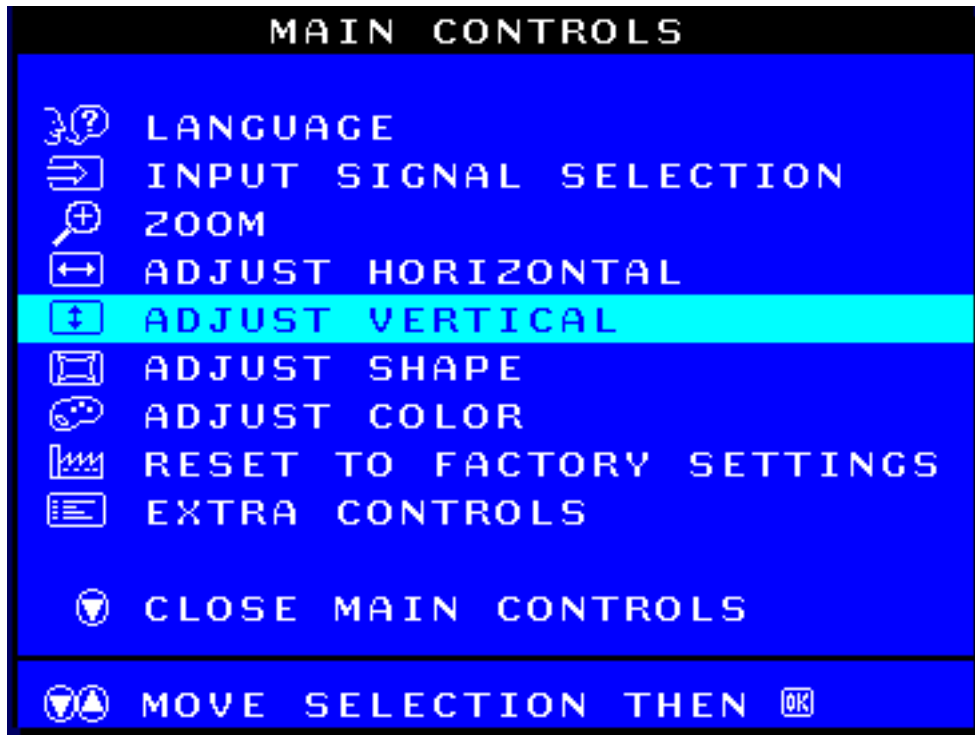 MAIN CONTROLS
LANGUAGE
INPUT SIGNAL SELECTION
ZOOM
ADJUST HORIZONTAL
ADJUST VERTICAL
ADJUST SHAPE
ADJUST COLOR
RESET TO FACTORY SETTINGS
EXTRA CONTROLS
CLOSE MAIN CONTROLS
MOVE SELECTION THEN OK